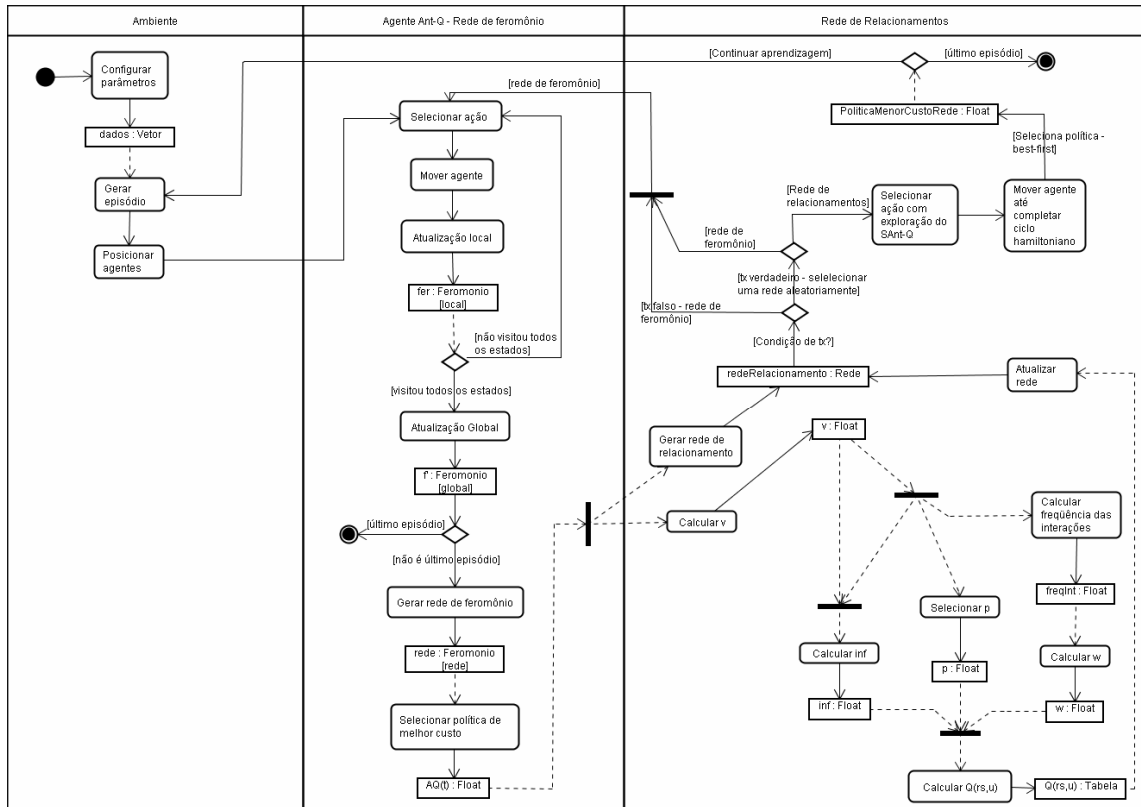 Ambiente
Agente Ant-Q - Rede de feromônio
Rede de Relacionamentos
Configurar
parâmetros
dados : Vetor
Gerar
episódio
Posicionar
agentes
[rede de feromônio]
Selecionar ação
Mover agente
Atualização local
fer : Feromonio
[local]
[não visitou todos
os estados]
[visitou todos os estados]
Atualização Global
f' : Feromonio
[global]
[último episódio]
[não é último episódio]
Gerar rede de feromônio
rede : Feromonio
[rede]
Selecionar política de
melhor custo
AQ(t) : Float
[Continuar aprendizagem]
[último episódio]
PoliticaMenorCustoRede : Float
[Seleciona política -
best-first]
[Rede de
relacionamentos]
Selecionar
ação com
exploração do
SAnt-Q
Mover agente
até
completar
ciclo
hamiltoniano
[rede de
feromônio]
[tx verdadeiro - selelecionar
uma rede aleatoriamente]
[tx falso - rede de
feromônio]
[Condição de tx?]
redeRelacionamento : Rede
Atualizar
rede
Gerar rede de
relacionamento
v : Float
Calcular v
Calcular
freqüência das
interações
freqInt : Float
Selecionar p
Calcular inf
Calcular w
p : Float
inf : Float
w : Float
Calcular Q(rs,u)
Q(rs,u) : Tabela